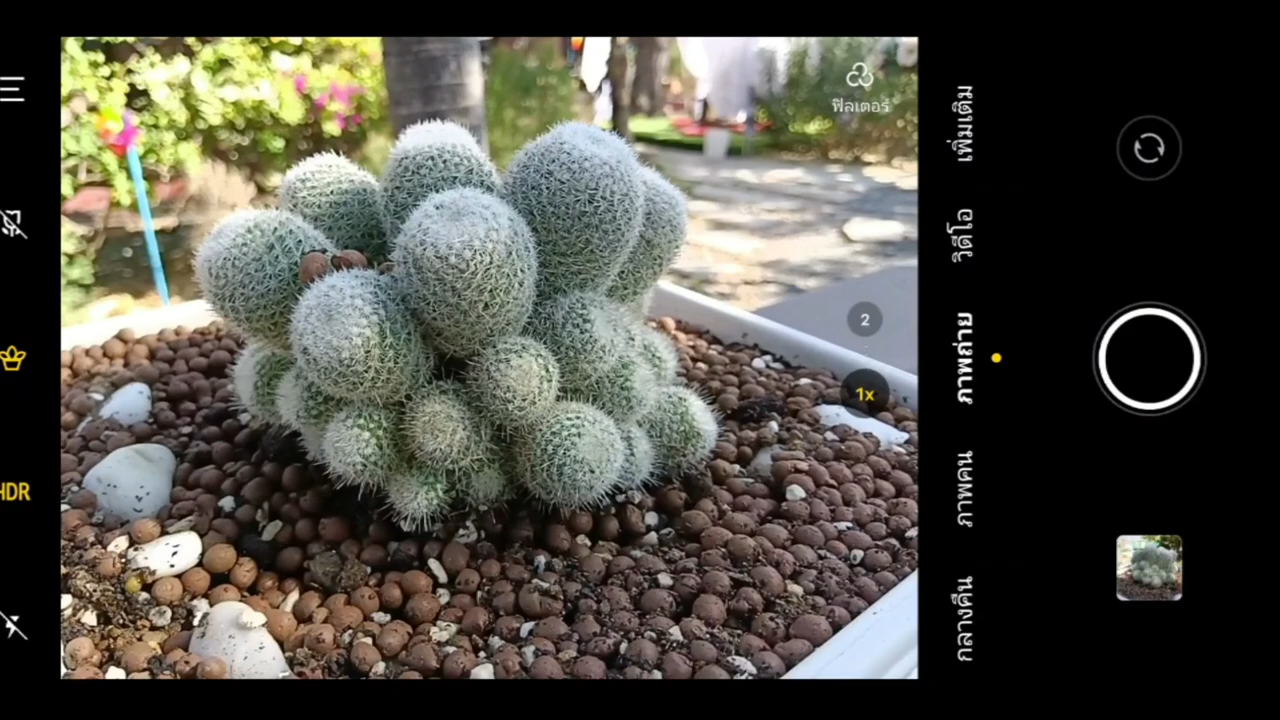 HDR
ฟิลเตอร์
2
1x
เพิ่มเติม
วิดีโอ
ภาพถ่าย
ภาพคน
กลางคืน